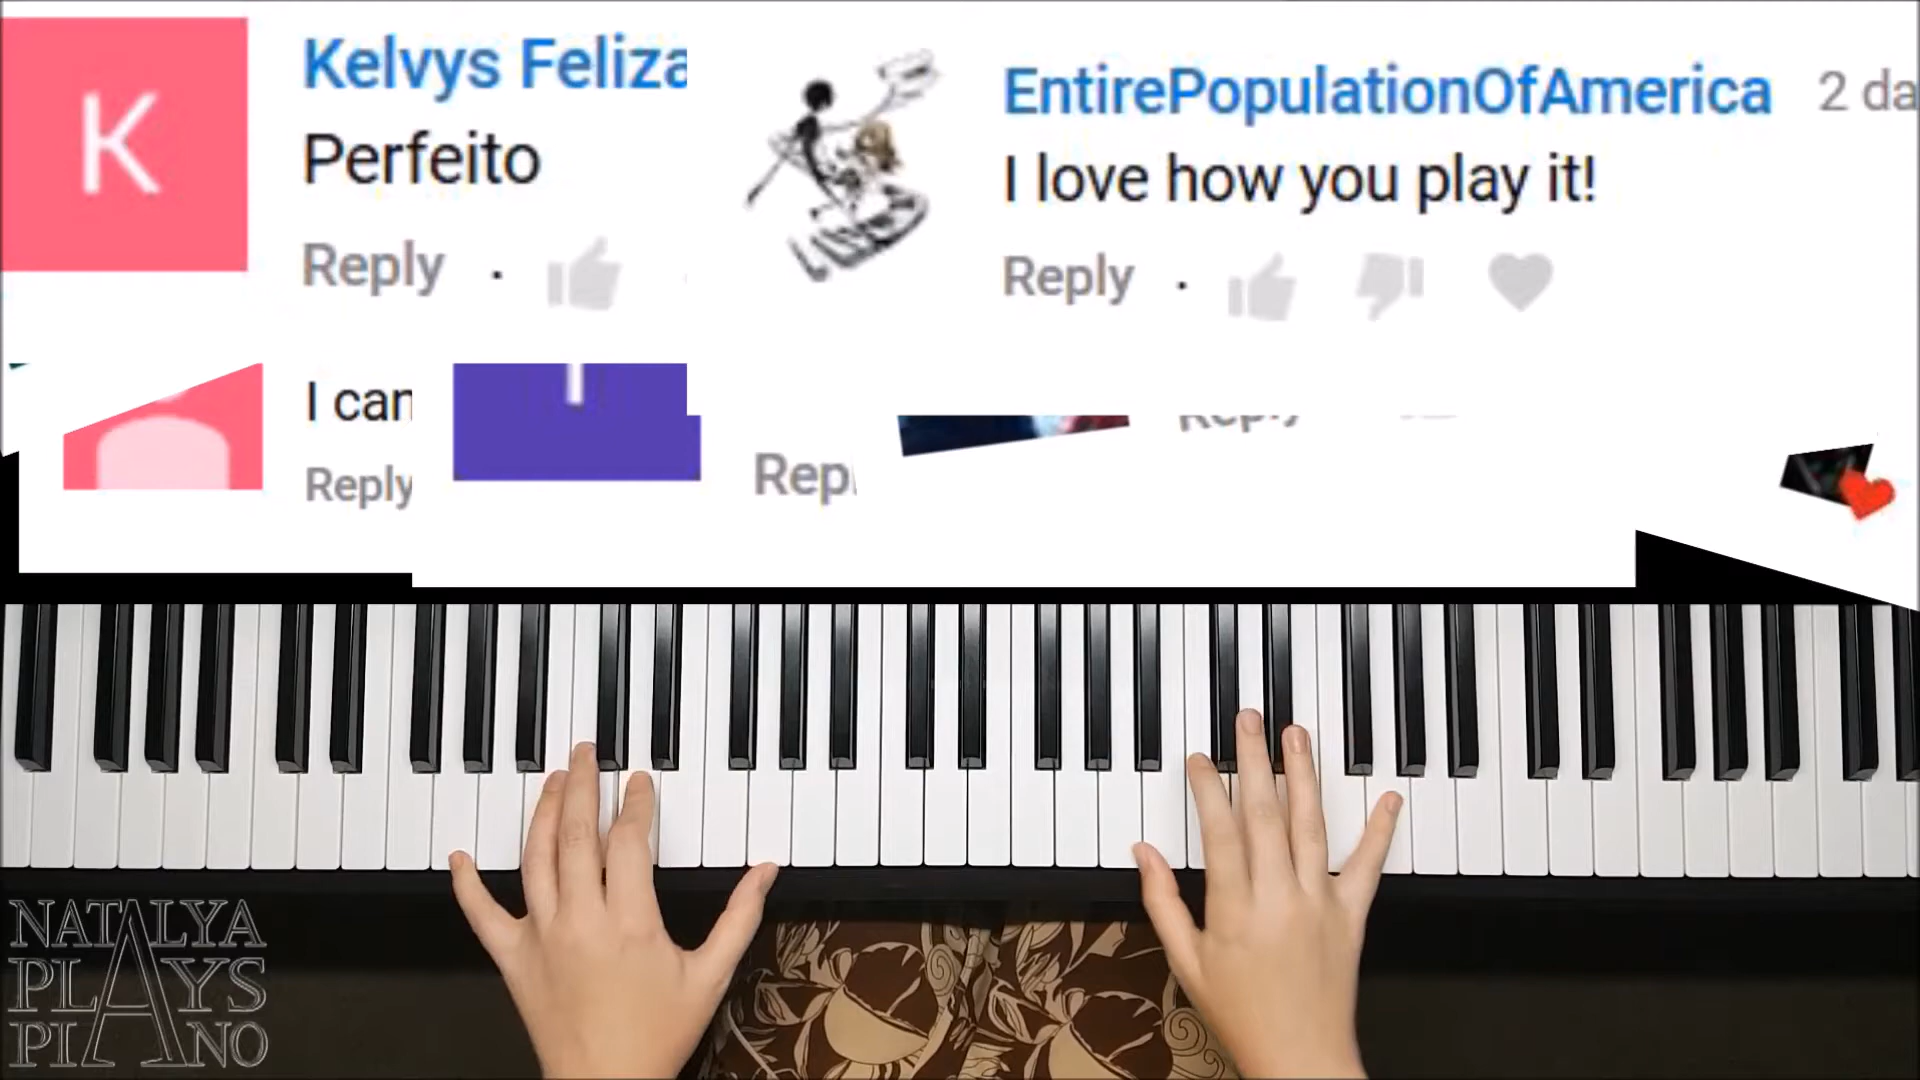 K
Kelvys Feliza
Perfeito
Reply
EntirePopulationOfAmerica 2 da
I love how you play it!
Reply
I can
Reply
Rep
Reply
NATALYA
PLAYS
PIANO